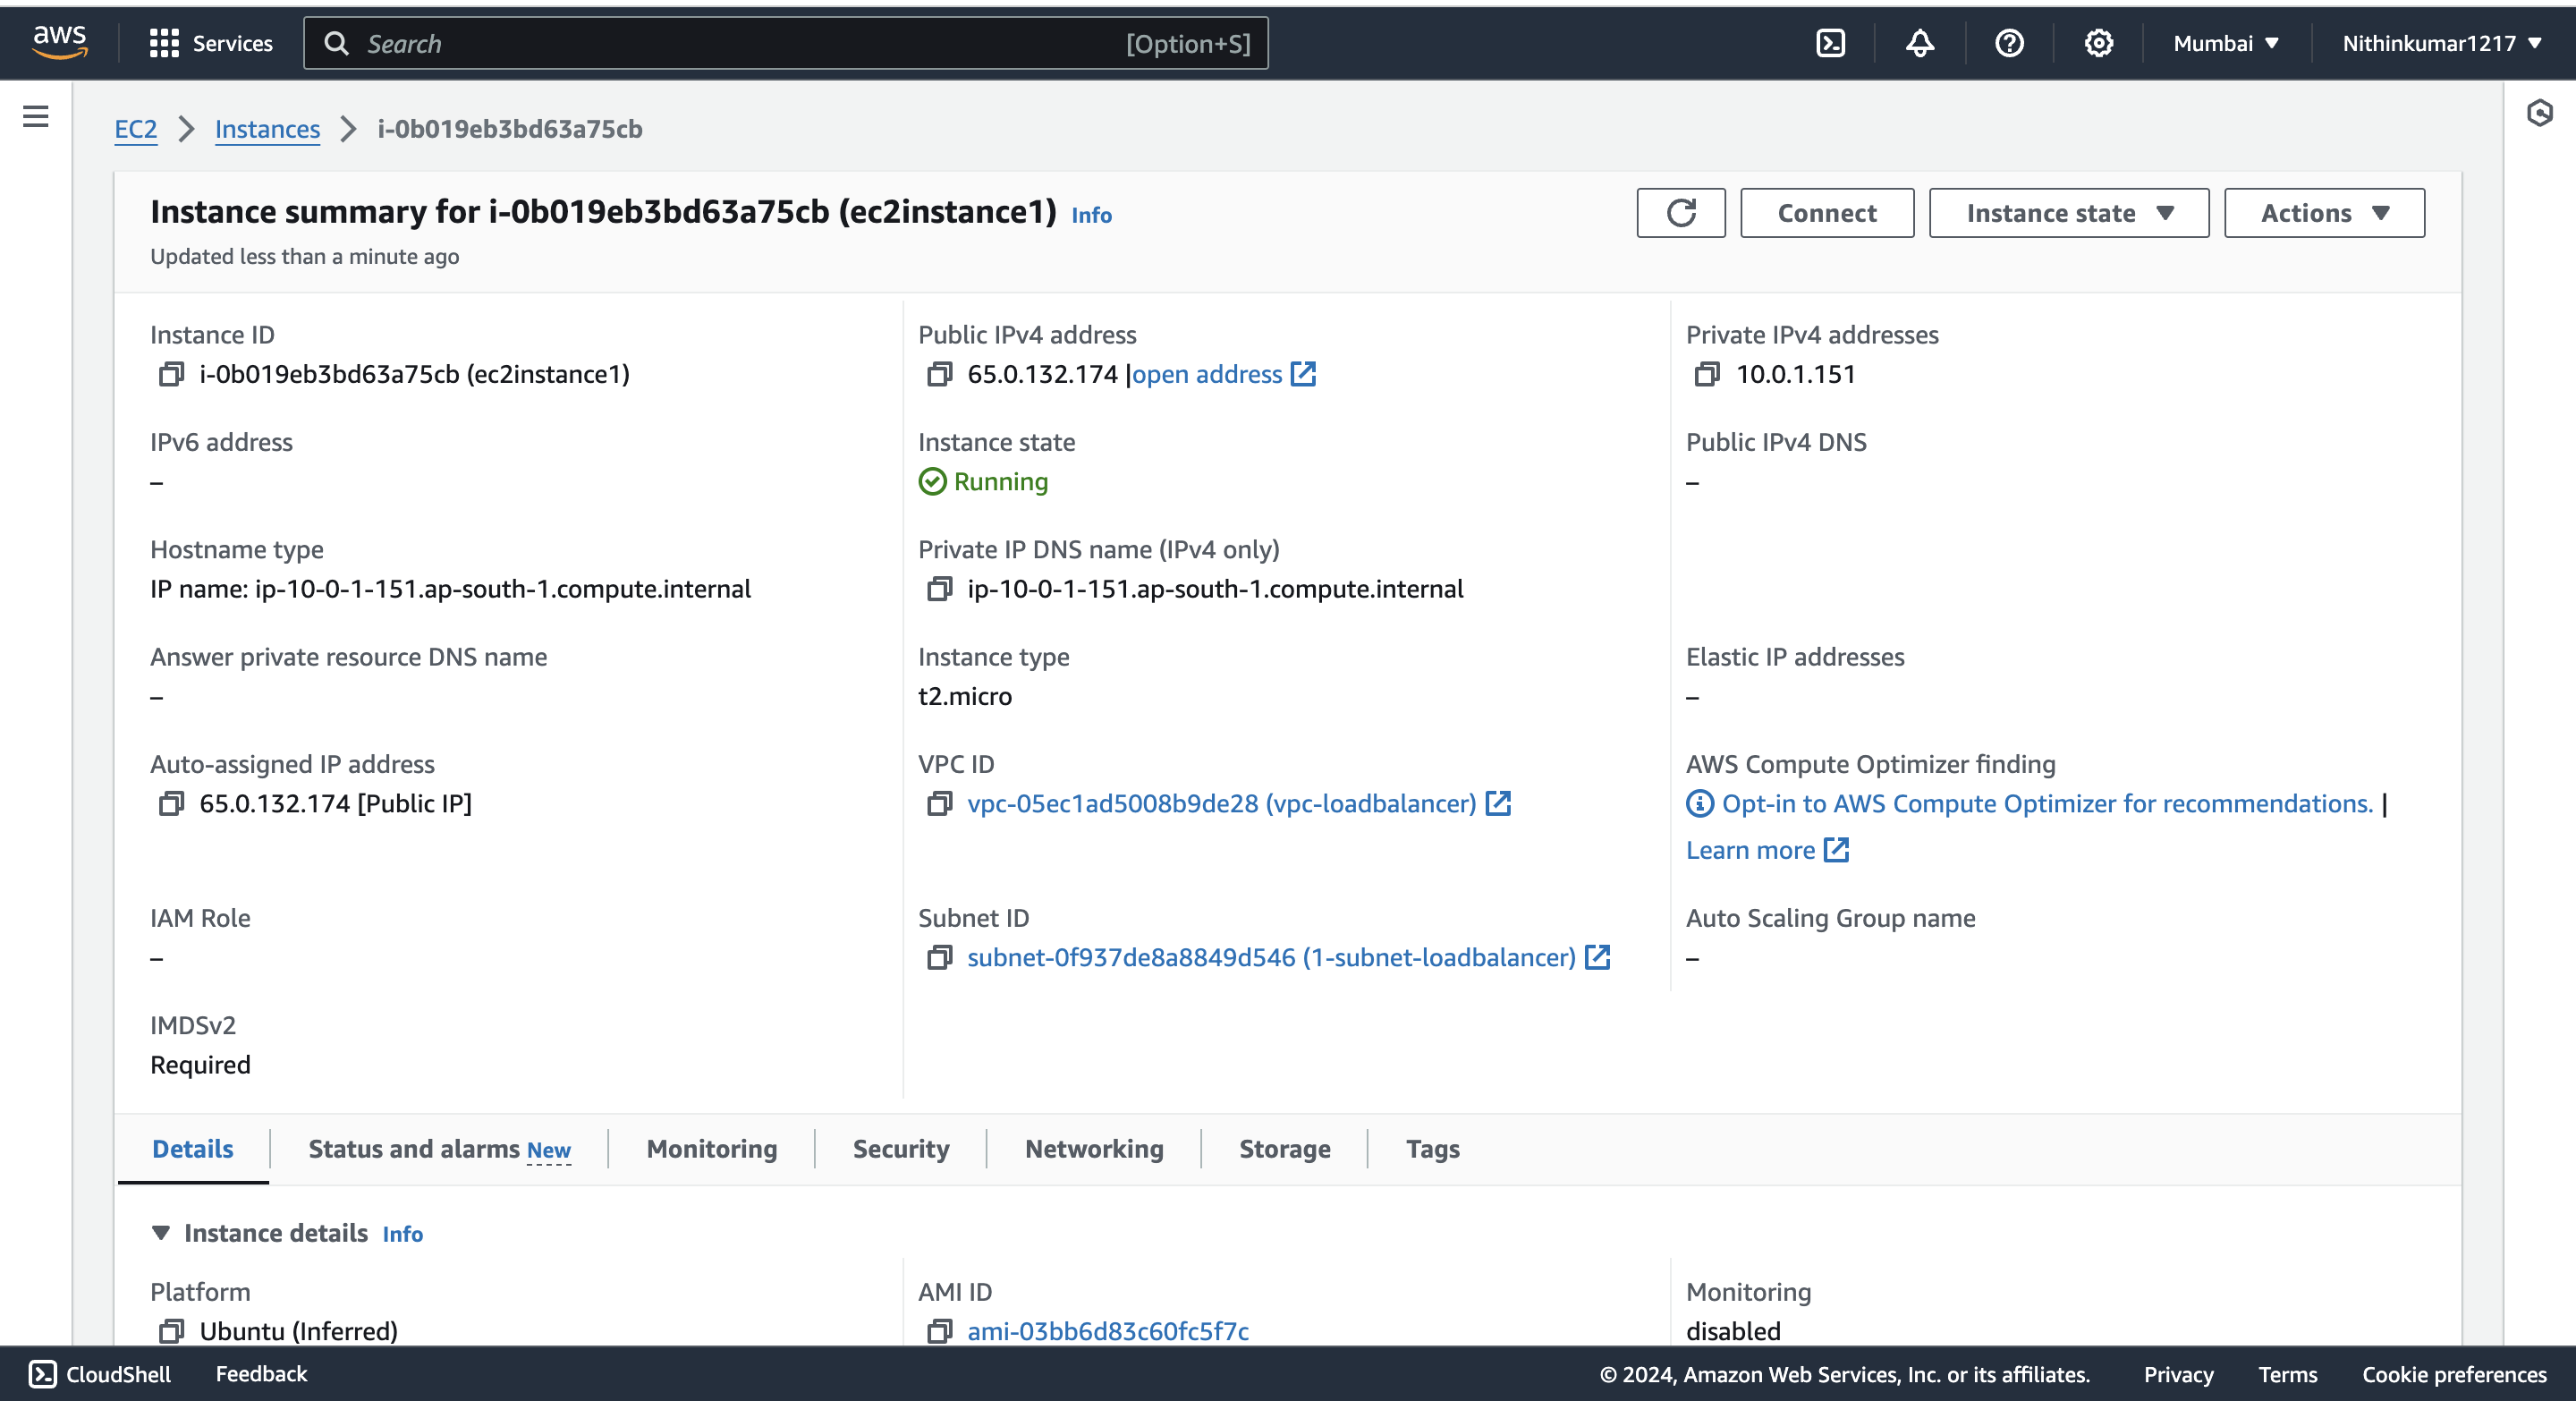 aws Services Search [Option+S] Mumbai Nithinkumar1217
EC2 Instances i-0b019eb3bd63a75cb
Instance summary for i-0b019eb3bd63a75cb (ec2instance1) Info
Connect Instance state Actions
Updated less than a minute ago
Instance ID
i-0b019eb3bd63a75cb (ec2instance1)
Public IPv4 address
65.0.132.174 |open address
Private IPv4 addresses
10.0.1.151
IPv6 address
–
Instance state
Running
Public IPv4 DNS
–
Hostname type
IP name: ip-10-0-1-151.ap-south-1.compute.internal
Private IP DNS name (IPv4 only)
ip-10-0-1-151.ap-south-1.compute.internal
Answer private resource DNS name
–
Instance type
t2.micro
Elastic IP addresses
–
Auto-assigned IP address
65.0.132.174 [Public IP]
VPC ID
vpc-05ec1ad5008b9de28 (vpc-loadbalancer)
AWS Compute Optimizer finding
Opt-in to AWS Compute Optimizer for recommendations. |
Learn more
IAM Role
–
Subnet ID
subnet-0f937de8a8849d546 (1-subnet-loadbalancer)
Auto Scaling Group name
–
IMDSv2
Required
Details Status and alarms New Monitoring Security Networking Storage Tags
Instance details Info
Platform
Ubuntu (Inferred)
AMI ID
ami-03bb6d83c60fc5f7c
Monitoring
disabled
CloudShell Feedback © 2024, Amazon Web Services, Inc. or its affiliates. Privacy Terms Cookie preferences